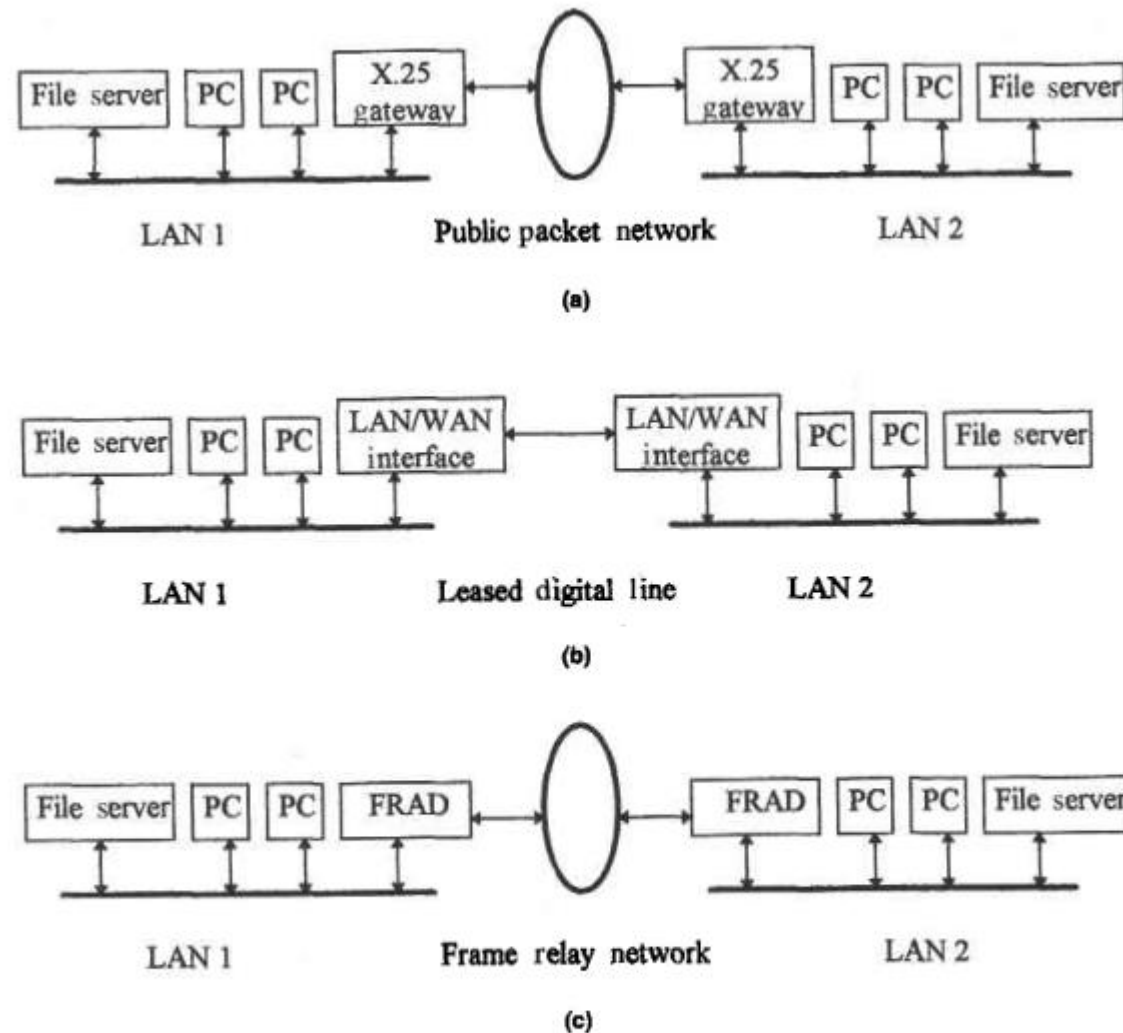 File server PC PC X.25 gateway X.25 gateway PC PC File server
LAN 1 Public packet network LAN 2
(a)
File server PC PC LAN/WAN interface LAN/WAN interface PC PC File server
LAN 1 Leased digital line LAN 2
(b)
File server PC PC FRAD FRAD PC PC File server
LAN 1 Frame relay network LAN 2
(c)